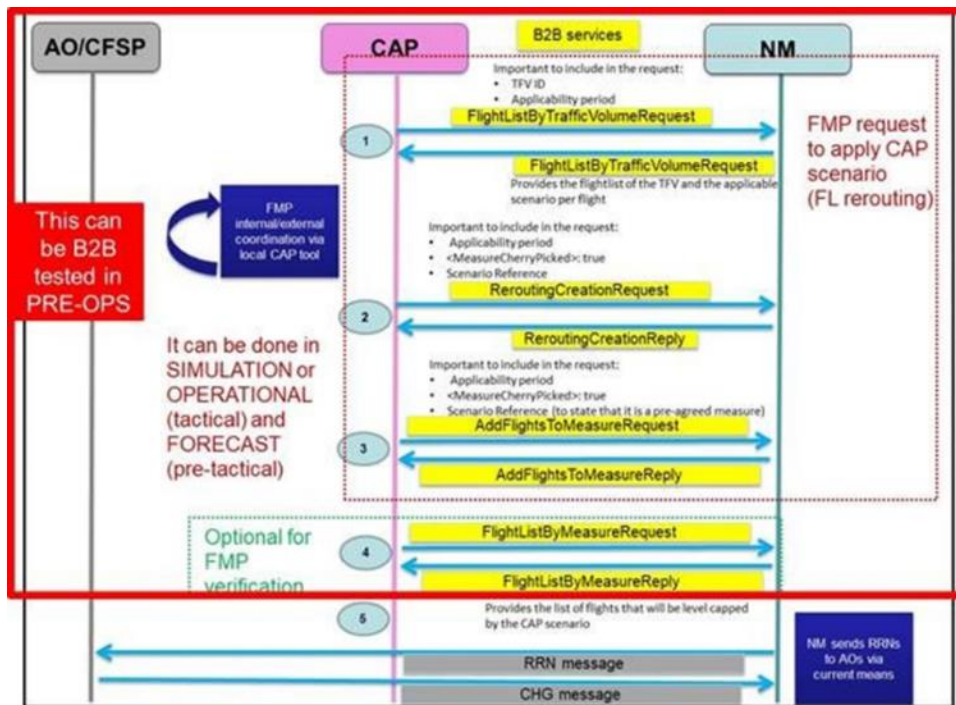 AO/CFSP
CAP
B2B services
NM
Important to include in the request:
• TFV ID
• Applicability period
FlightListByTrafficVolumeRequest
1
FlightListByTrafficVolumeRequest
Provides the flightlist of the TFV and the applicable
scenario per flight
FMP request
to apply CAP
scenario
(FL rerouting)
This can
be B2B
tested in
PRE-OPS
FMP
internal/external
coordination via
local CAP tool
Important to include in the request:
• Applicability period
• <MeasureCherryPicked>: true
• Scenario Reference
ReroutingCreationRequest
2
ReroutingCreationReply
It can be done in
SIMULATION or
OPERATIONAL
(tactical) and
FORECAST
(pre-tactical)
Important to include in the request:
• Applicability period
• <MeasureCherryPicked>: true
• Scenario Reference (to state that it is a pre-agreed measure)
AddFlightsToMeasureRequest
3
AddFlightsToMeasureReply
Optional for
FMP
verification
FlightListByMeasureRequest
4
FlightListByMeasureReply
Provides the list of flights that will be level capped
by the CAP scenario
5
RRN message
CHG message
NM sends RRNs
to AOs via
current means